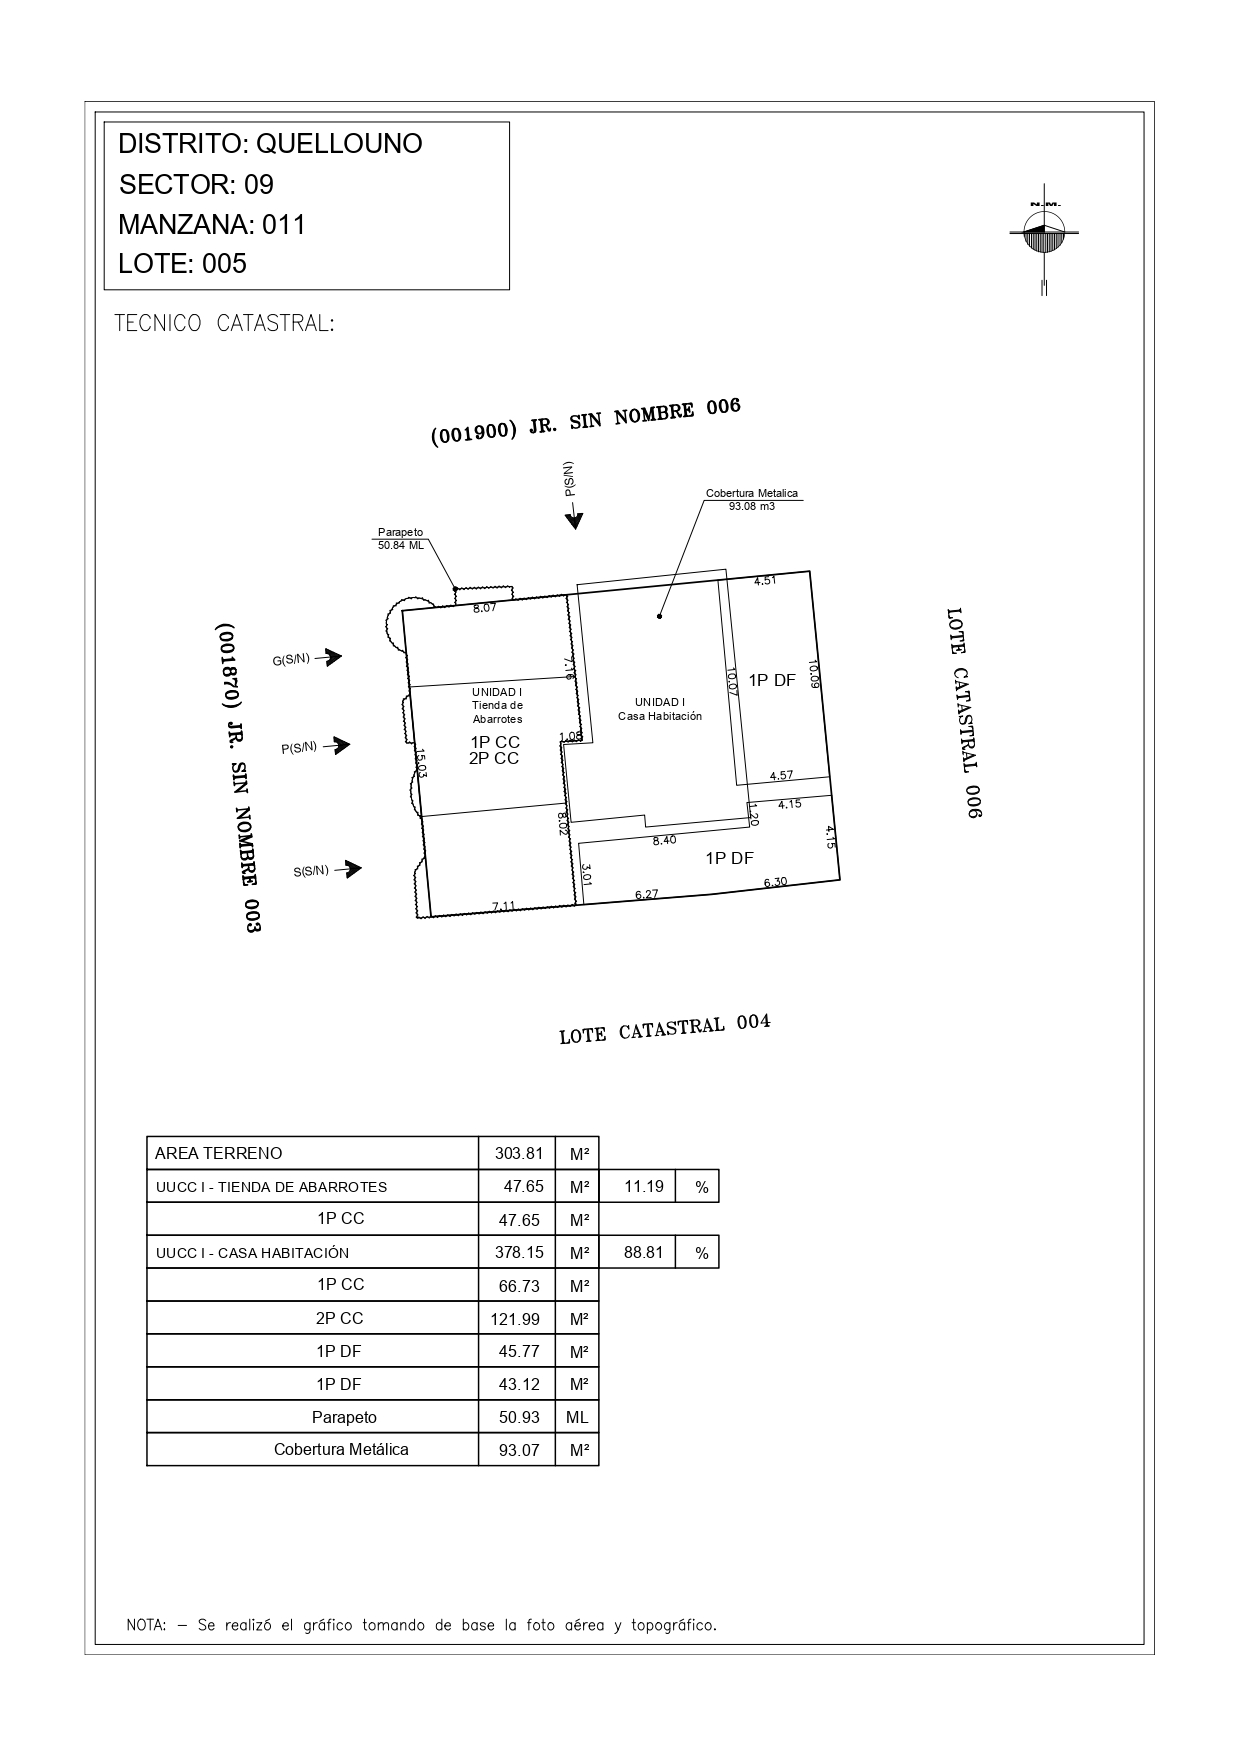 DISTRITO: QUELLOUNO
SECTOR: 09
MANZANA: 011
LOTE: 005
N.M.
TECNICO CATASTRAL:
(001900) JR. SIN NOMBRE 006
P(S/N)
Cobertura Metalica
93.08 m3
Parapeto
50.84 ML
8.07
4.51
(001870) JR. SIN NOMBRE 003
LOTE CATASTRAL 006
G(S/N)
7.16
10.07
10.09
1P DF
UNIDAD I
Tienda de
Abarrotes
1P CC
2P CC
UNIDAD I
Casa Habitación
1.08
P(S/N)
15.03
4.57
4.15
8.02
1.20
4.15
8.40
1P DF
S(S/N)
3.01
6.30
6.27
7.11
LOTE CATASTRAL 004
AREA TERRENO 303.81 M²
UUCC I - TIENDA DE ABARROTES 47.65 M² 11.19 %
1P CC 47.65 M²
UUCC I - CASA HABITACIÓN 378.15 M² 88.81 %
1P CC 66.73 M²
2P CC 121.99 M²
1P DF 45.77 M²
1P DF 43.12 M²
Parapeto 50.93 ML
Cobertura Metálica 93.07 M²
NOTA: – Se realizó el gráfico tomando de base la foto aérea y topográfico.